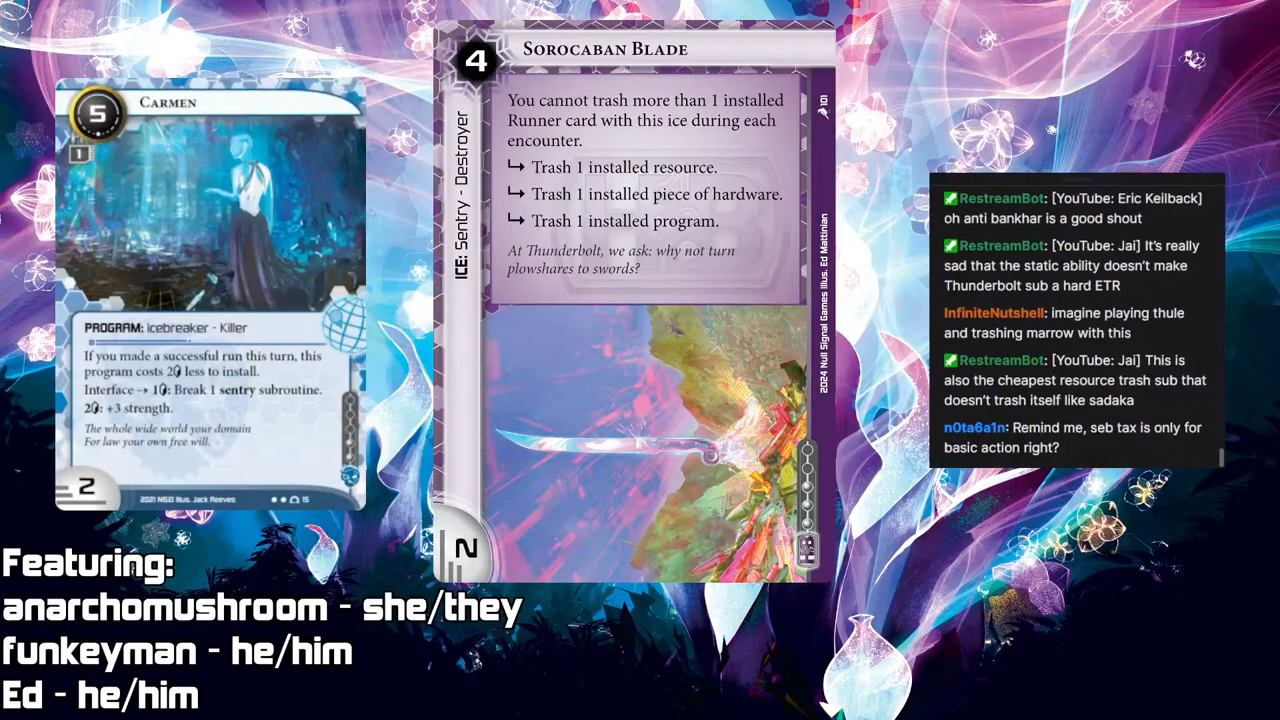 5
CARMEN
1
PROGRAM: Icebreaker - Killer
If you made a successful run this turn, this
program costs 2 less to install.
Interface → 1: Break 1 sentry subroutine.
2: +3 strength.
The whole wide world your domain
For law your own free will.
2
2021 NSEI Illus. Jack Reeves
15
4
SOROCABAN BLADE
ICE: Sentry - Destroyer
You cannot trash more than 1 installed
Runner card with this ice during each
encounter.
↳ Trash 1 installed resource.
↳ Trash 1 installed piece of hardware.
↳ Trash 1 installed program.
At Thunderbolt, we ask: why not turn
plowshares to swords?
101
2024 Null Signal Games Illus. Ed Mattinian
2
RestreamBot: [YouTube: Eric Keilback]
oh anti bankhar is a good shout
RestreamBot: [YouTube: Jai] It's really
sad that the static ability doesn't make
Thunderbolt sub a hard ETR
InfiniteNutshell: imagine playing thule
and trashing marrow with this
RestreamBot: [YouTube: Jai] This is
also the cheapest resource trash sub that
doesn't trash itself like sadaka
n0ta6a1n: Remind me, seb tax is only for
basic action right?
Featuring:
anarchomushroom - she/they
funkeyman - he/him
Ed - he/him